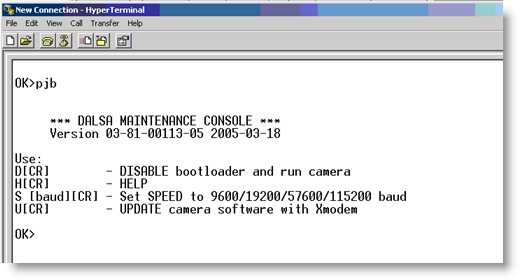 New Connection - HyperTerminal
File Edit View Call Transfer Help
OK>pjb
*** DALSA MAINTENANCE CONSOLE ***
Version 03-81-00113-05 2005-03-18
Use:
D[CR] - DISABLE bootloader and run camera
H[CR] - HELP
S [baud][CR] - Set SPEED to 9600/19200/57600/115200 baud
U[CR] - UPDATE camera software with Xmodem
OK>